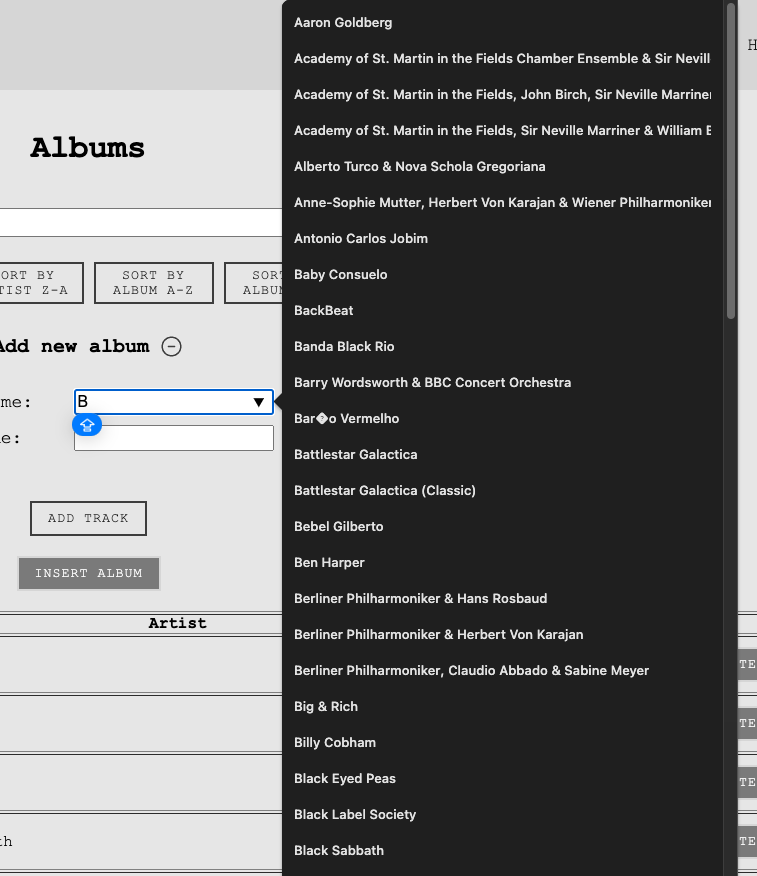 H
Albums
ORT BY
TIST Z-A
SORT BY
ALBUM A-Z
SORT
ALBUM
Add new album
me:
B
e:
ADD TRACK
INSERT ALBUM
Artist
th
Aaron Goldberg
Academy of St. Martin in the Fields Chamber Ensemble & Sir Nevill
Academy of St. Martin in the Fields, John Birch, Sir Neville Marriner
Academy of St. Martin in the Fields, Sir Neville Marriner & William B
Alberto Turco & Nova Schola Gregoriana
Anne-Sophie Mutter, Herbert Von Karajan & Wiener Philharmoniker
Antonio Carlos Jobim
Baby Consuelo
BackBeat
Banda Black Rio
Barry Wordsworth & BBC Concert Orchestra
Bar�o Vermelho
Battlestar Galactica
Battlestar Galactica (Classic)
Bebel Gilberto
Ben Harper
Berliner Philharmoniker & Hans Rosbaud
Berliner Philharmoniker & Herbert Von Karajan
Berliner Philharmoniker, Claudio Abbado & Sabine Meyer
Big & Rich
Billy Cobham
Black Eyed Peas
Black Label Society
Black Sabbath
TE
TE
TE
TE